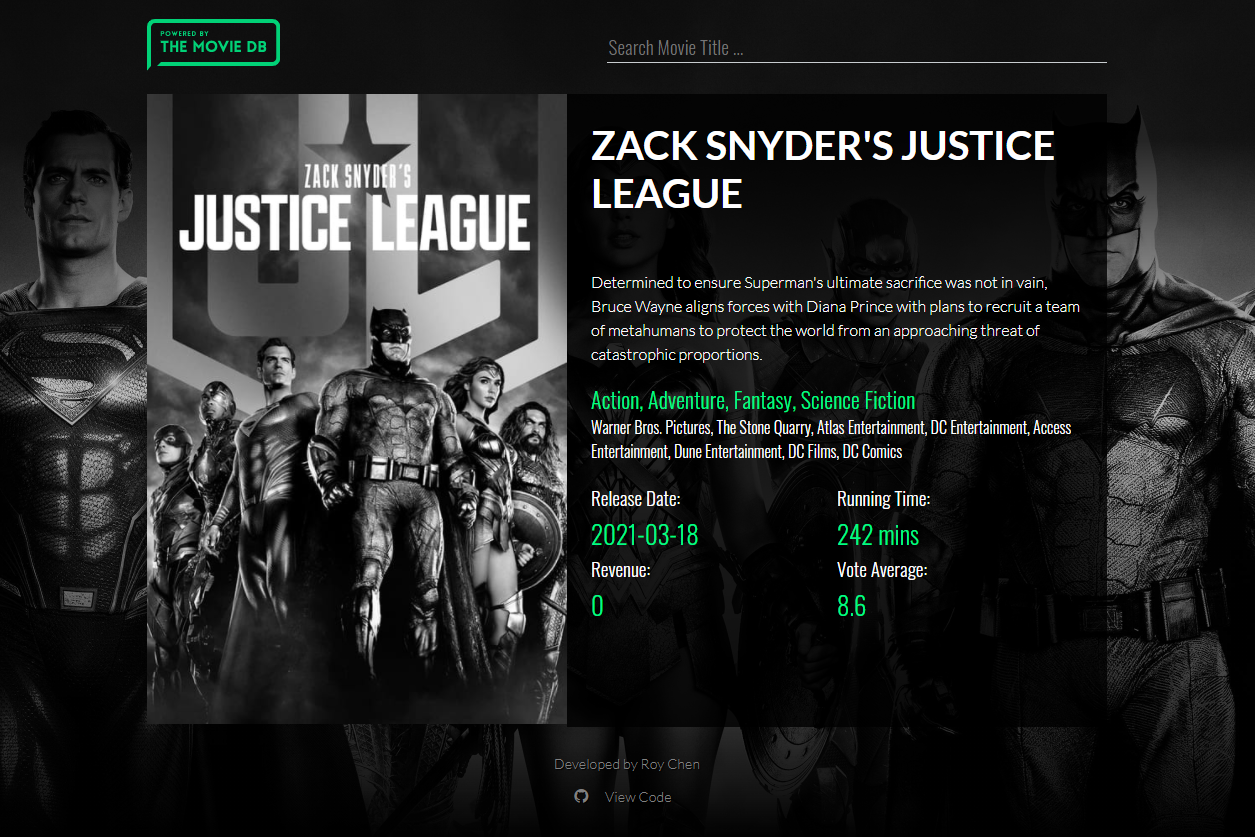 POWERED BY
THE MOVIE DB
Search Movie Title ...
ZACK SNYDER'S
JUSTICE LEAGUE
ZACK SNYDER'S JUSTICE
LEAGUE
Determined to ensure Superman's ultimate sacrifice was not in vain,
Bruce Wayne aligns forces with Diana Prince with plans to recruit a team
of metahumans to protect the world from an approaching threat of
catastrophic proportions.
Action, Adventure, Fantasy, Science Fiction
Warner Bros. Pictures, The Stone Quarry, Atlas Entertainment, DC Entertainment, Access
Entertainment, Dune Entertainment, DC Films, DC Comics
Release Date:
Running Time:
2021-03-18
242 mins
Revenue:
Vote Average:
0
8.6
Developed by Roy Chen
View Code